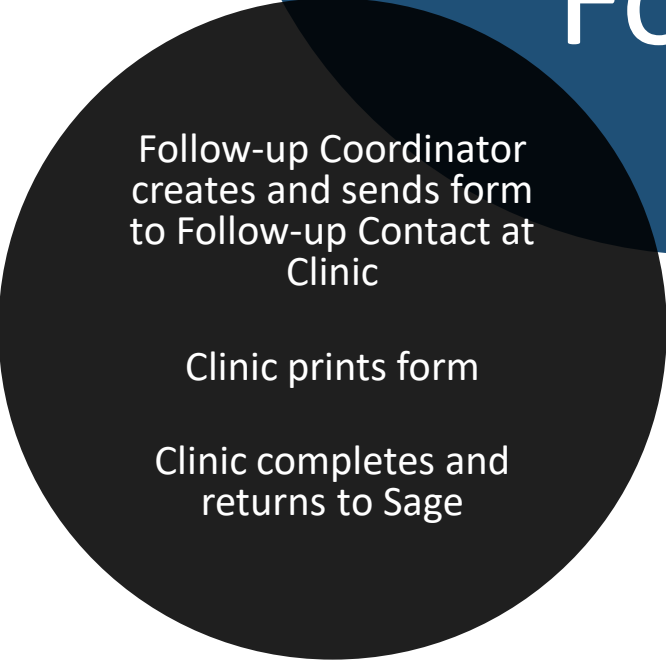 Fo
Follow-up Coordinator
creates and sends form
to Follow-up Contact at
Clinic
Clinic prints form
Clinic completes and
returns to Sage